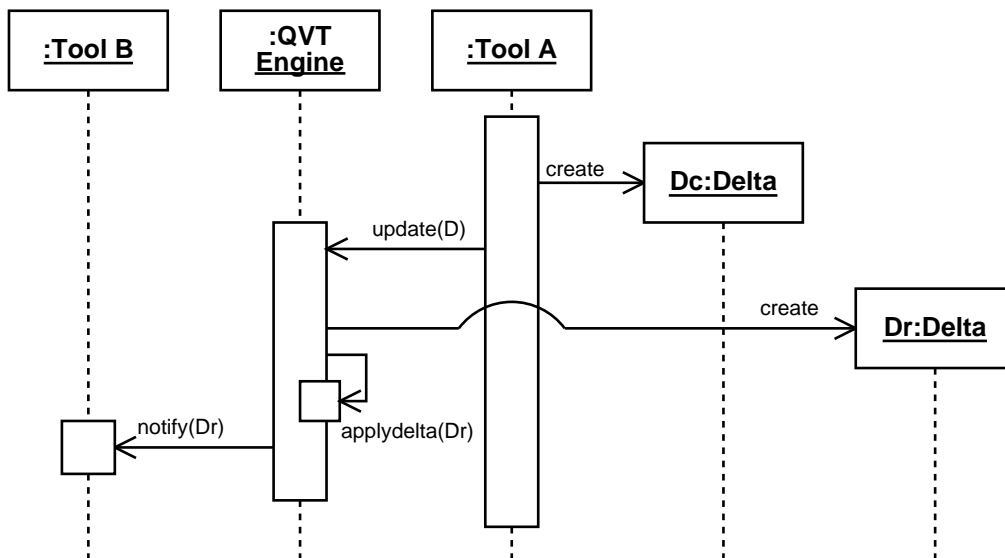 :Tool B
:QVT
Engine
:Tool A
create
Dc:Delta
update(D)
create
Dr:Delta
applydelta(Dr)
notify(Dr)